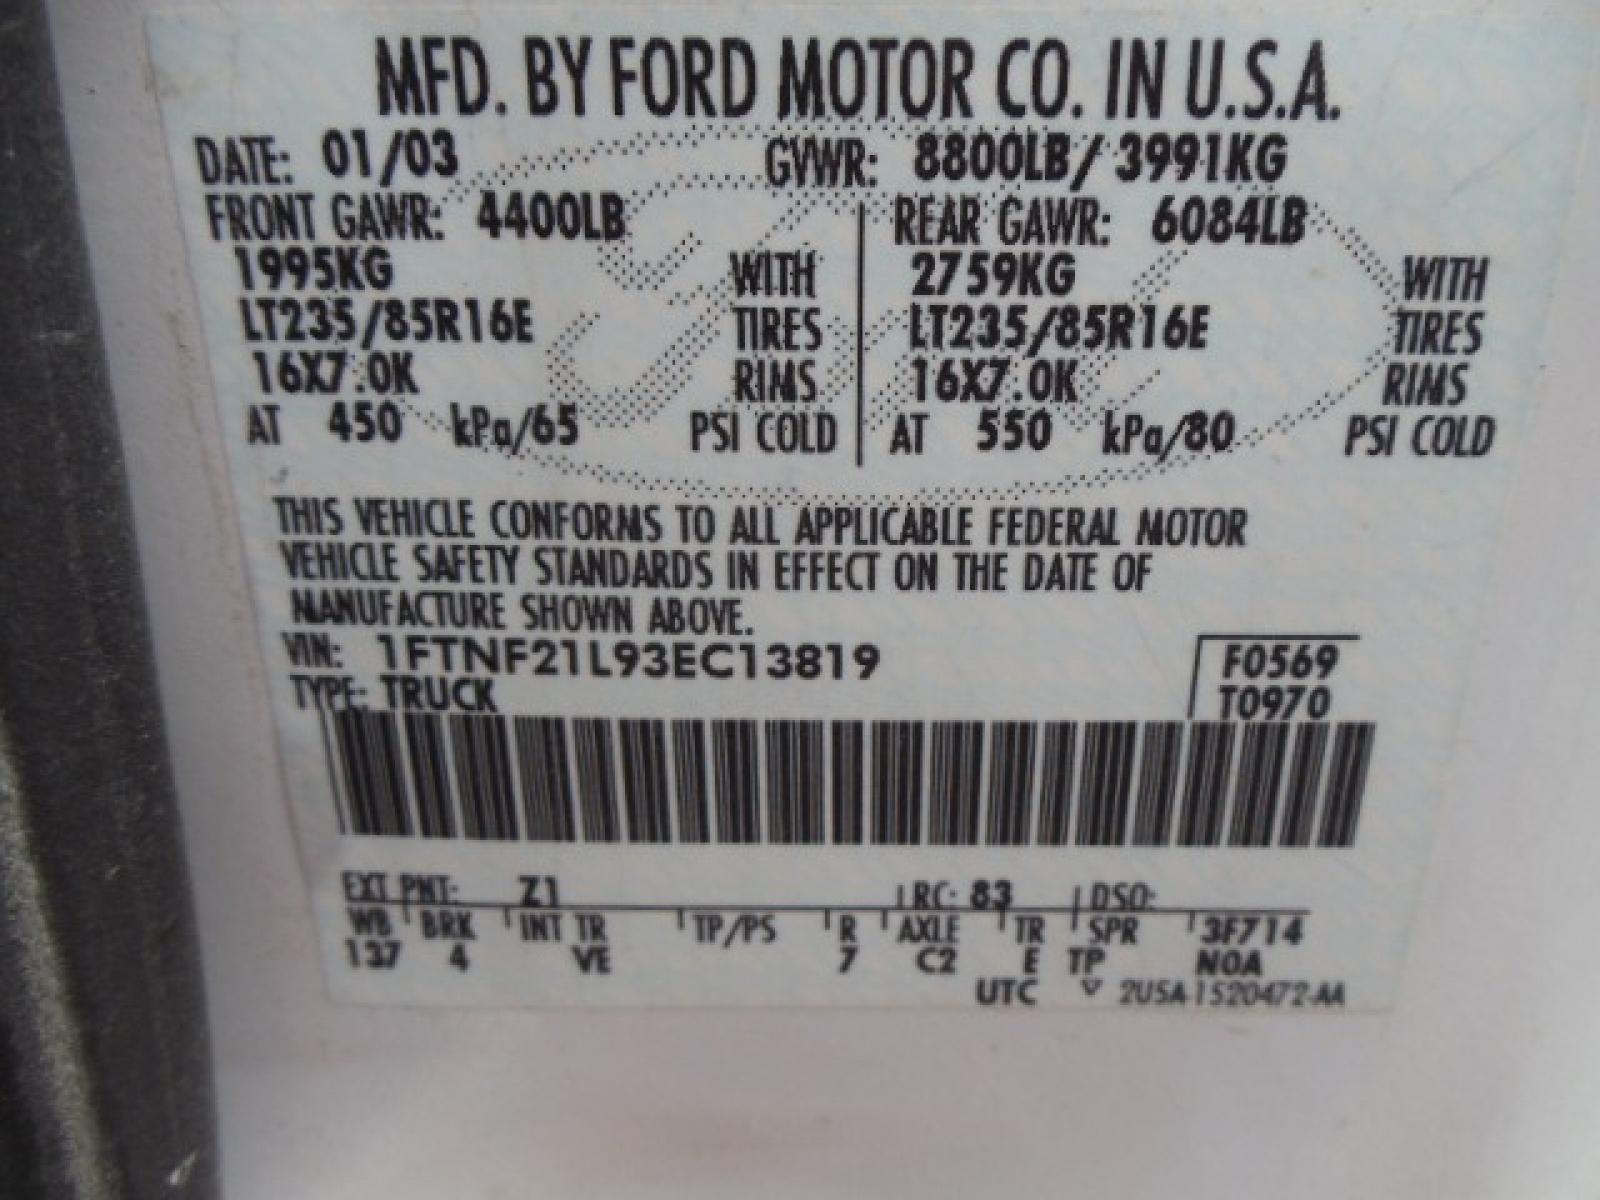 MFD. BY FORD MOTOR CO. IN U.S.A.
DATE: 01/03 GVWR: 8800LB/ 3991KG
FRONT GAWR: 4400LB REAR GAWR: 6084LB
1995KG WITH 2759KG WITH
LT235/85R16E TIRES LT235/85R16E TIRES
16X7.0K RIMS 16X7.0K RIMS
AT 450 kPa/65 PSI COLD AT 550 kPa/80 PSI COLD
THIS VEHICLE CONFORMS TO ALL APPLICABLE FEDERAL MOTOR
VEHICLE SAFETY STANDARDS IN EFFECT ON THE DATE OF
MANUFACTURE SHOWN ABOVE.
VIN: 1FTNF21L93EC13819 F0569
TYPE: TRUCK T0970
EXT PNT: Z1 RC: 83 DSO:
WB BRK INT TR TP/PS R AXLE TR SPR 3F714
137 4 VE 7 C2 E TP NOA
UTC ▽ 2U5A-1520472-AA